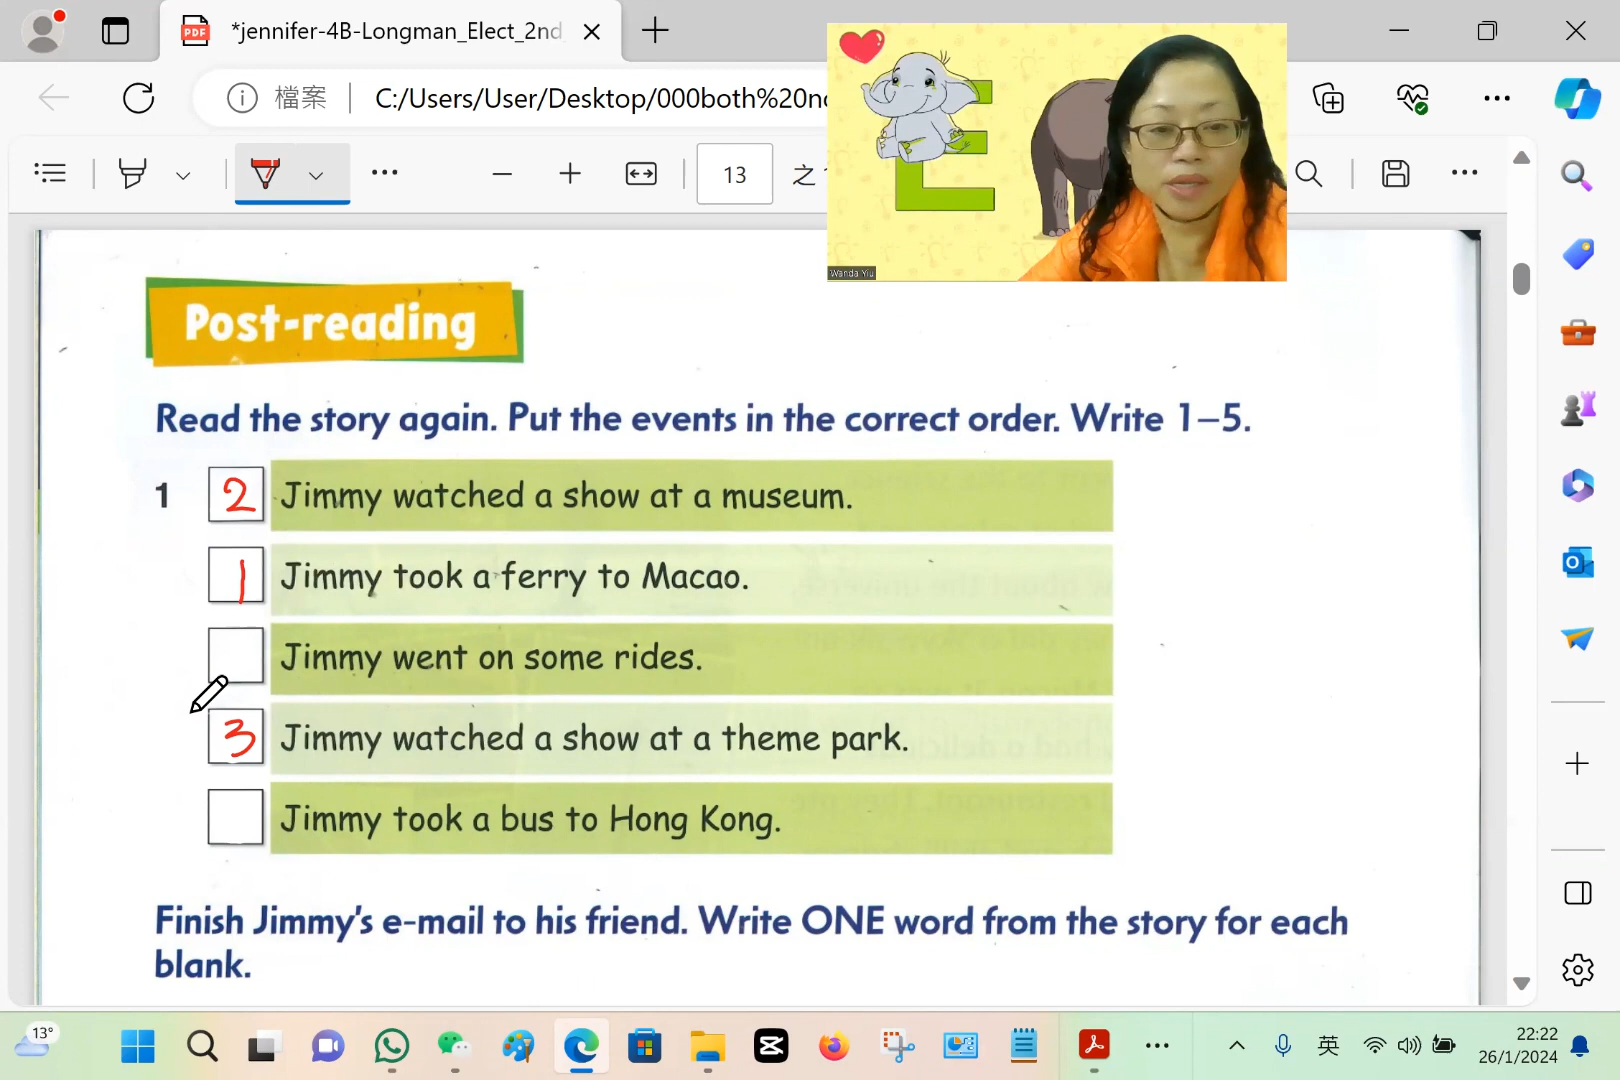 *jennifer-4B-Longman_Elect_2nd
檔案
C:/Users/User/Desktop/000both%20no
13
之
Wanda Yiu
Post-reading
Read the story again. Put the events in the correct order. Write 1–5.
1 2 Jimmy watched a show at a museum.
1 Jimmy took a ferry to Macao.
Jimmy went on some rides.
3 Jimmy watched a show at a theme park.
Jimmy took a bus to Hong Kong.
Finish Jimmy's e-mail to his friend. Write ONE word from the story for each
blank.
13°
英
22:22
26/1/2024